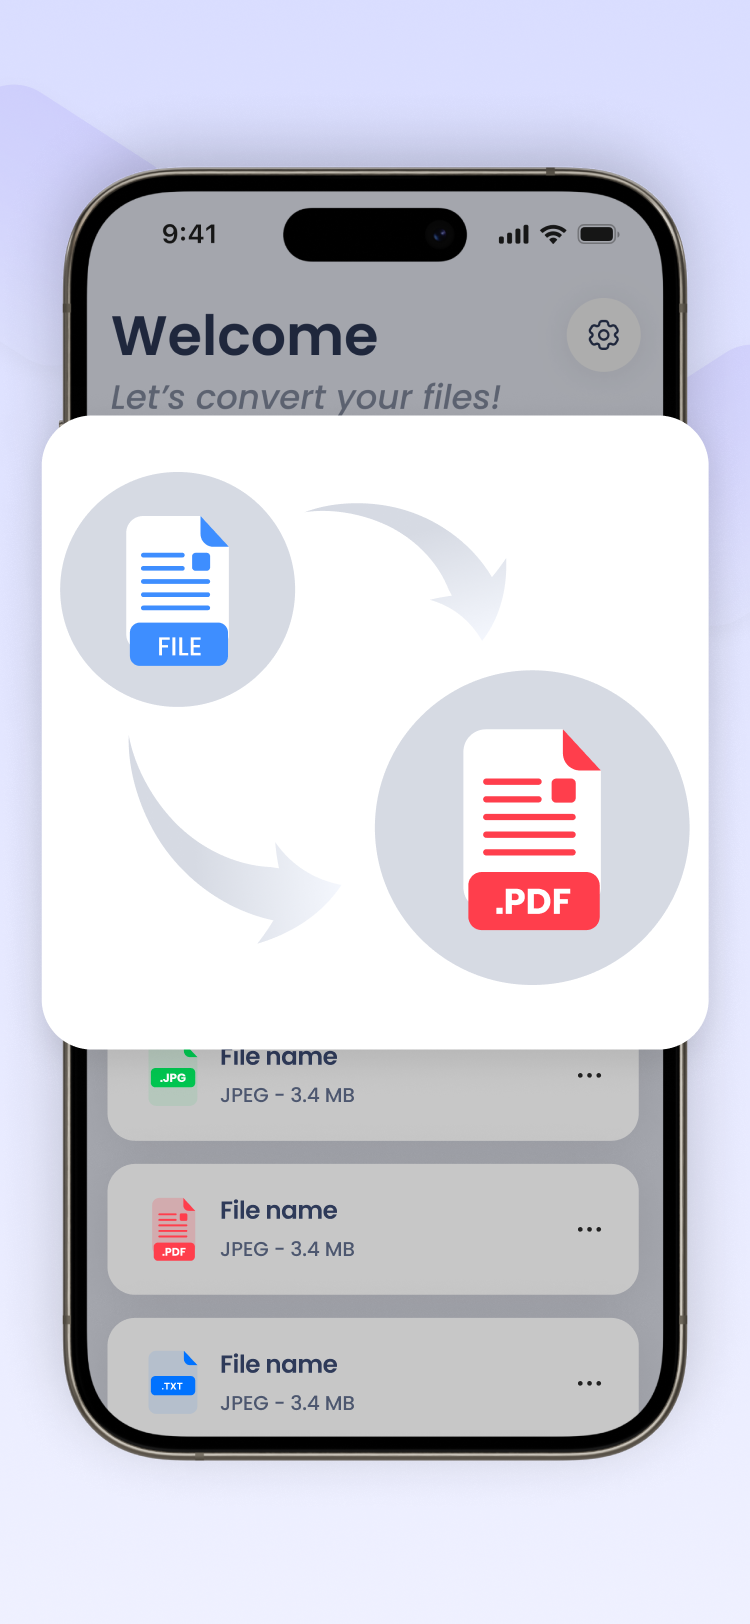 9:41
Welcome
Let's convert your files!
FILE
.PDF
File name
.JPG
JPEG - 3.4 MB
File name
.PDF
JPEG - 3.4 MB
File name
.TXT
JPEG - 3.4 MB